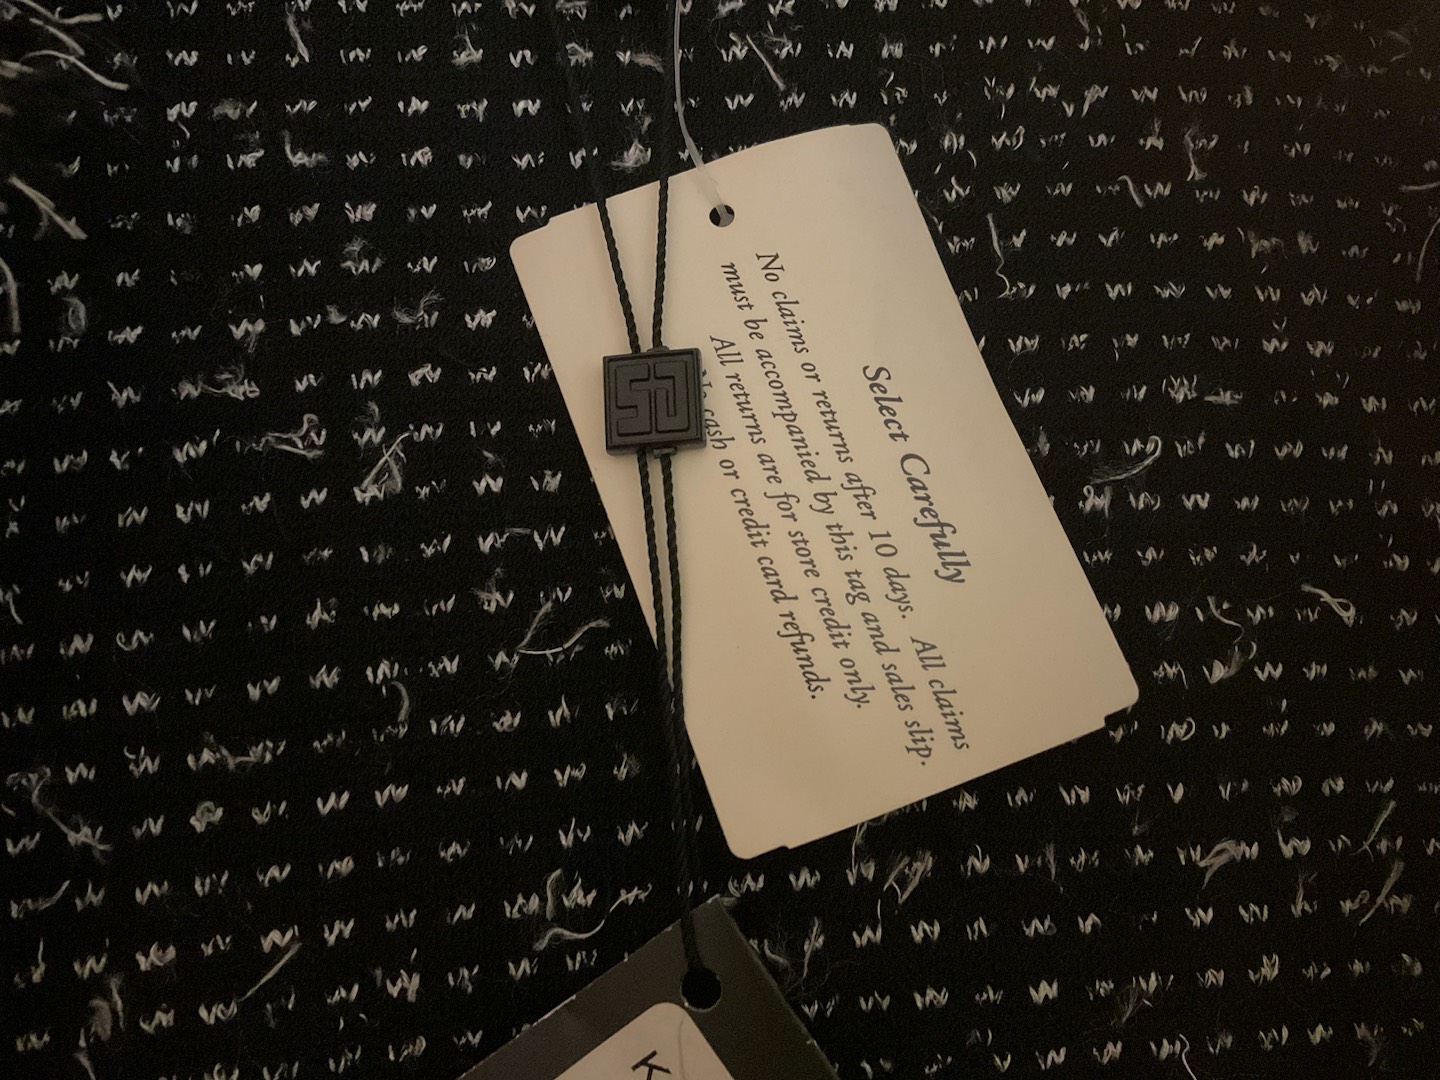 Select Carefully
No claims or returns after 10 days. All claims
must be accompanied by this tag and sales slip.
All returns are for store credit only.
No cash or credit card refunds.
K